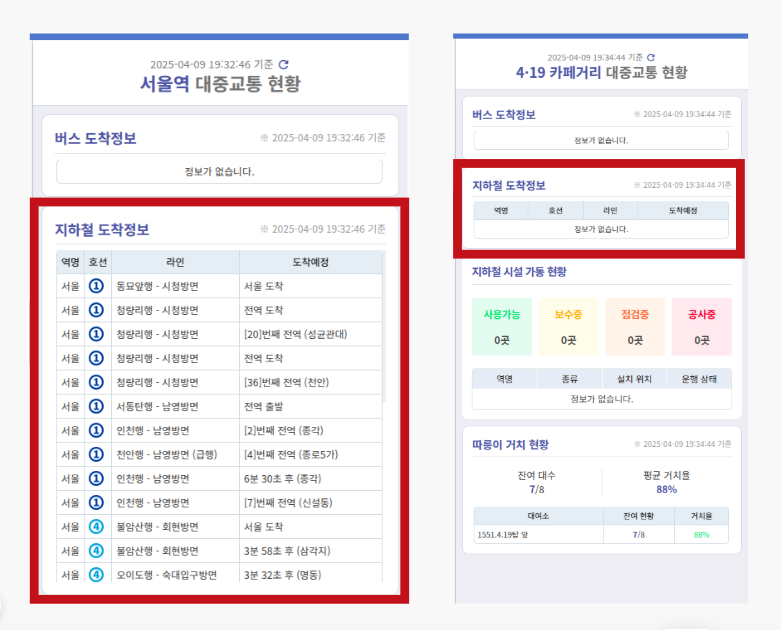 2025-04-09 19:32:46 기준
서울역 대중교통 현황
버스 도착정보 ※ 2025-04-09 19:32:46 기준
정보가 없습니다.
지하철 도착정보 ※ 2025-04-09 19:32:46 기준
역명 호선 라인 도착예정
서울 1 동묘앞행 - 시청방면 서울 도착
서울 1 청량리행 - 시청방면 전역 도착
서울 1 청량리행 - 시청방면 [20]번째 전역 (성균관대)
서울 1 청량리행 - 시청방면 전역 도착
서울 1 청량리행 - 시청방면 [36]번째 전역 (천안)
서울 1 서동탄행 - 남영방면 전역 출발
서울 1 인천행 - 남영방면 [2]번째 전역 (종각)
서울 1 천안행 - 남영방면 (급행) [4]번째 전역 (종로5가)
서울 1 인천행 - 남영방면 6분 30초 후 (종각)
서울 1 인천행 - 남영방면 [7]번째 전역 (신설동)
서울 4 불암산행 - 회현방면 서울 도착
서울 4 불암산행 - 회현방면 3분 58초 후 (삼각지)
서울 4 오이도행 - 숙대입구방면 3분 32초 후 (명동)
2025-04-09 19:34:44 기준
4·19 카페거리 대중교통 현황
버스 도착정보 ※ 2025-04-09 19:34:44 기준
정보가 없습니다.
지하철 도착정보 ※ 2025-04-09 19:34:44 기준
역명 호선 라인 도착예정
정보가 없습니다.
지하철 시설 가동 현황
사용가능 보수중 점검중 공사중
0곳 0곳 0곳 0곳
역명 종류 설치 위치 운행 상태
정보가 없습니다.
따릉이 거치 현황 ※ 2025-04-09 19:34:44 기준
잔여 대수 평균 거치율
7/8 88%
대여소 잔여 현황 거치율
1551.4.19탑 앞 7/8 88%